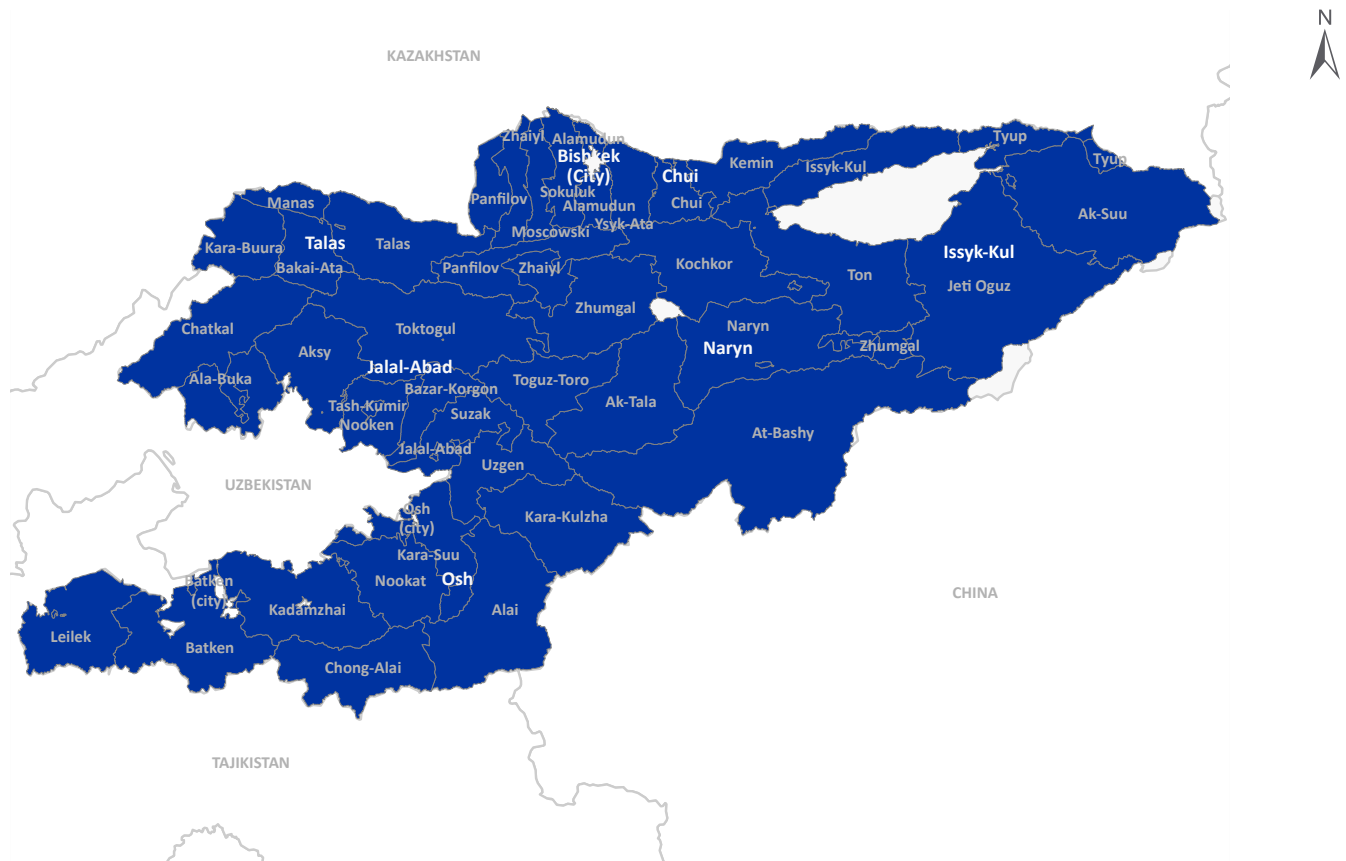 N
KAZAKHSTAN
Zhaiyl
Alamudun
Tyup
Bishkek
(City)
Kemin
Issyk-Kul
Tyup
Chui
Panfilov
Sokuluk
Alamudun
Chui
Manas
Ak-Suu
Ysyk-Ata
Moscowski
Kara-Buura
Talas
Talas
Issyk-Kul
Bakai-Ata
Panfilov
Zhaiyl
Kochkor
Ton
Jeti Oguz
Zhumgal
Chatkal
Toktogul
Naryn
Aksy
Naryn
Zhumgal
Jalal-Abad
Ala-Buka
Bazar-Korgon
Toguz-Toro
Tash-Kumir
Suzak
Ak-Tala
Nooken
At-Bashy
Jalal-Abad
Uzgen
UZBEKISTAN
Osh
(city)
Kara-Kulzha
Kara-Suu
Batken
(city)
Nookat
Osh
CHINA
Kadamzhai
Alai
Leilek
Batken
Chong-Alai
TAJIKISTAN